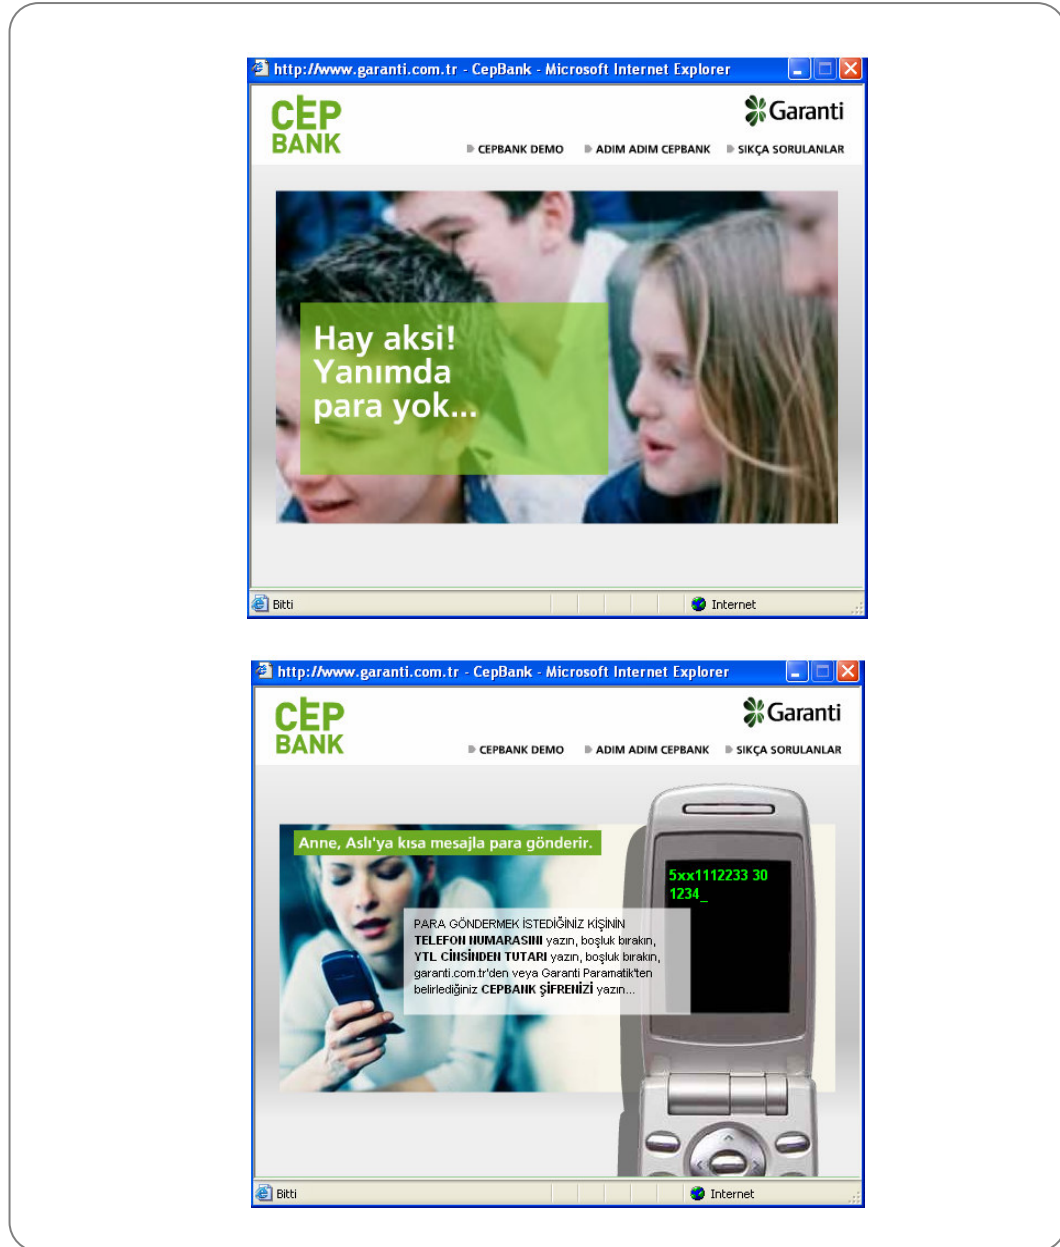 http://www.garanti.com.tr - CepBank - Microsoft Internet Explorer
CEP
BANK
Garanti
CEPBANK DEMO
ADIM ADIM CEPBANK
SIKÇA SORULANLAR
Hay aksi!
Yanımda
para yok...
Bitti
Internet
http://www.garanti.com.tr - CepBank - Microsoft Internet Explorer
CEP
BANK
Garanti
CEPBANK DEMO
ADIM ADIM CEPBANK
SIKÇA SORULANLAR
Anne, Aslı'ya kısa mesajla para gönderir.
5xx1112233 30
1234_
PARA GÖNDERMEK İSTEDİĞİNİZ KİŞİNİN
TELEFON NUMARASINI yazın, boşluk bırakın,
YTL CİNSİNDEN TUTARI yazın, boşluk bırakın,
garanti.com.tr'den veya Garanti Paramatik'ten
belirlediğiniz CEPBANK ŞİFRENİZİ yazın...
Bitti
Internet